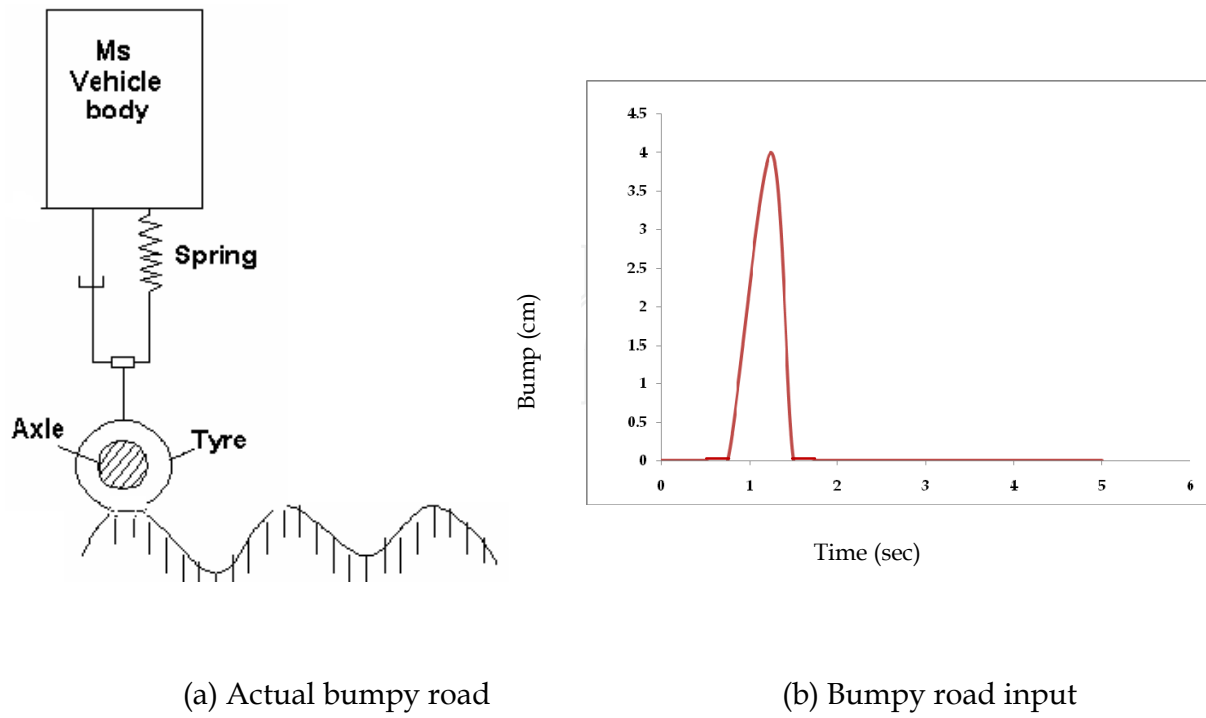 Ms
Vehicle
body
Spring
Axle
Tyre
4.5
4
3.5
3
2.5
2
1.5
1
0.5
0
0 1 2 3 4 5 6
Bump (cm)
Time (sec)
(a) Actual bumpy road
(b) Bumpy road input